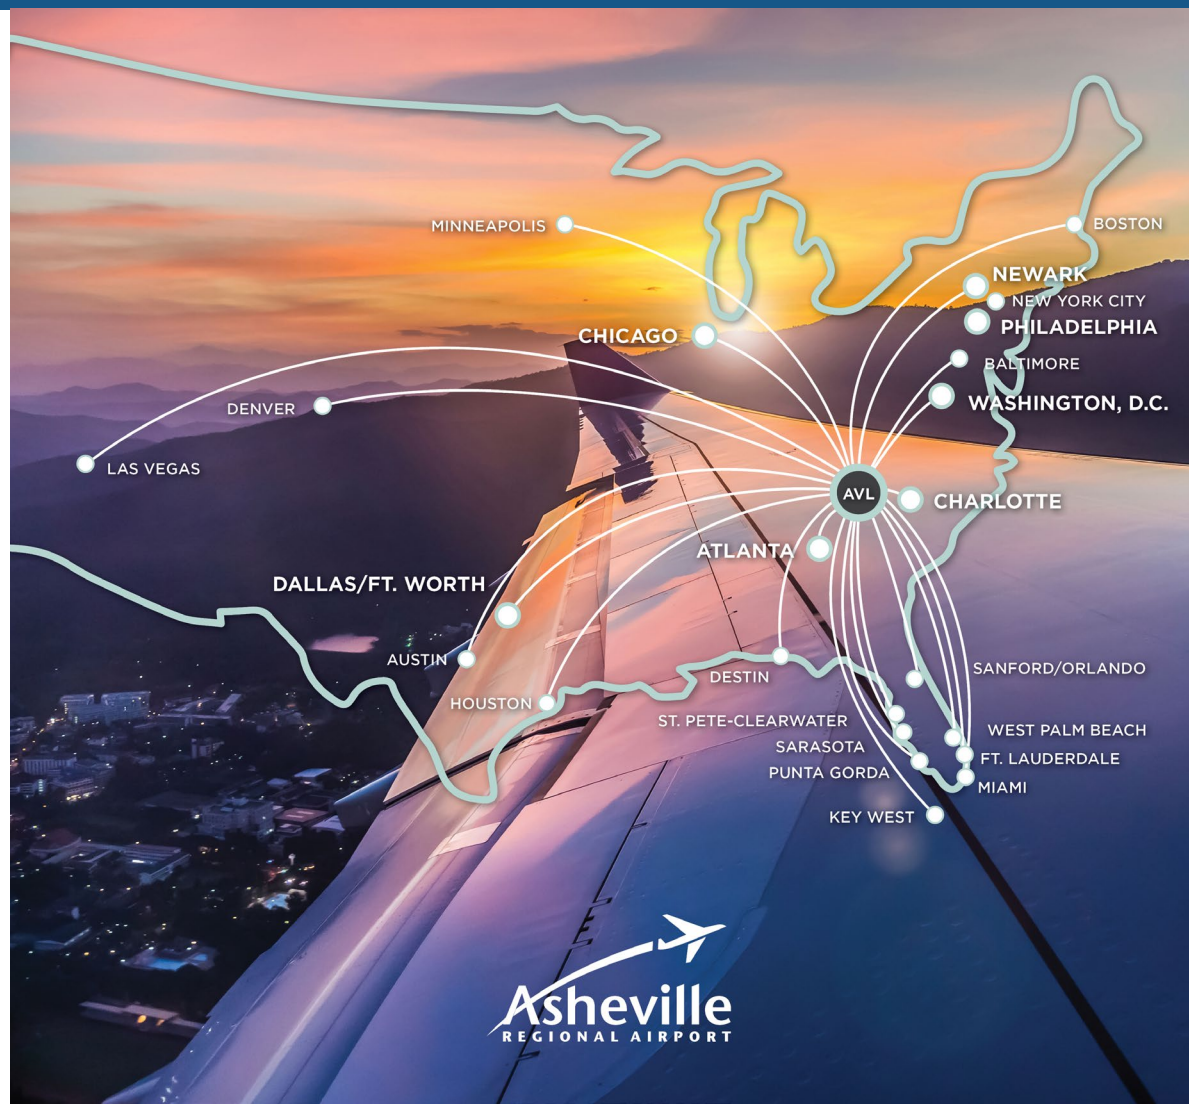 MINNEAPOLIS
BOSTON
NEWARK
NEW YORK CITY
CHICAGO
PHILADELPHIA
BALTIMORE
DENVER
WASHINGTON, D.C.
LAS VEGAS
AVL
CHARLOTTE
ATLANTA
DALLAS/FT. WORTH
AUSTIN
SANFORD/ORLANDO
DESTIN
HOUSTON
ST. PETE-CLEARWATER
WEST PALM BEACH
SARASOTA
FT. LAUDERDALE
PUNTA GORDA
MIAMI
KEY WEST
Asheville
REGIONAL AIRPORT